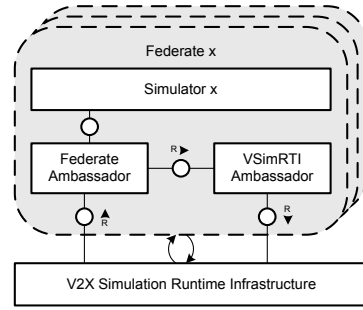 Federate x
Simulator x
R
Federate
Ambassador
VSimRTI
Ambassador
R
R
V2X Simulation Runtime Infrastructure